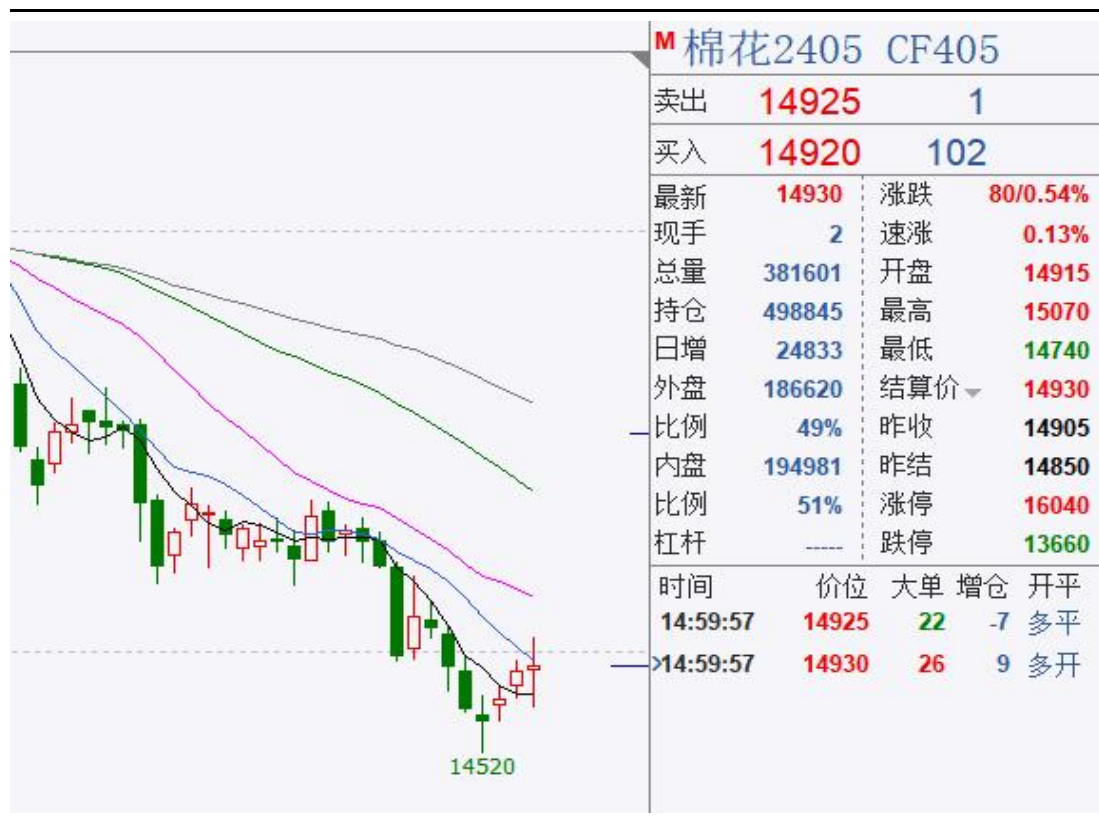 M 棉花2405 CF405
卖出 14925 1
买入 14920 102
最新 14930 涨跌 80/0.54%
现手 2 速涨 0.13%
总量 381601 开盘 14915
持仓 498845 最高 15070
日增 24833 最低 14740
外盘 186620 结算价 14930
比例 49% 昨收 14905
内盘 194981 昨结 14850
比例 51% 涨停 16040
杠杆 ----- 跌停 13660
时间 价位 大单 增仓 开平
14:59:57 14925 22 -7 多平
14:59:57 14930 26 9 多开
14520